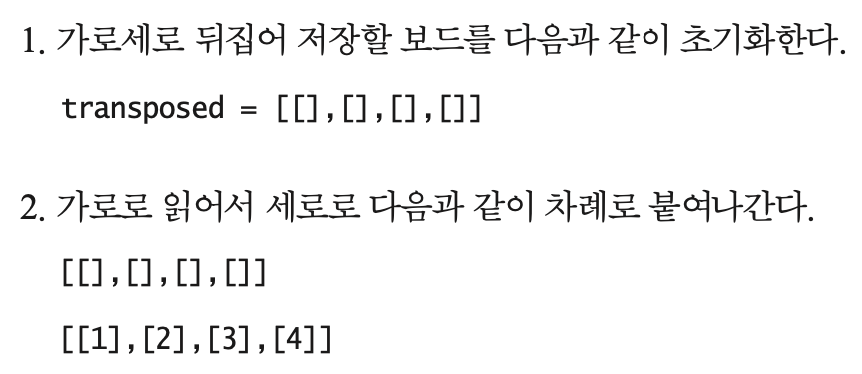 1. 가로세로 뒤집어 저장할 보드를 다음과 같이 초기화한다.
transposed = [[],[],[],[]]
2. 가로로 읽어서 세로로 다음과 같이 차례로 붙여나간다.
[[],[],[],[]]
[[1],[2],[3],[4]]